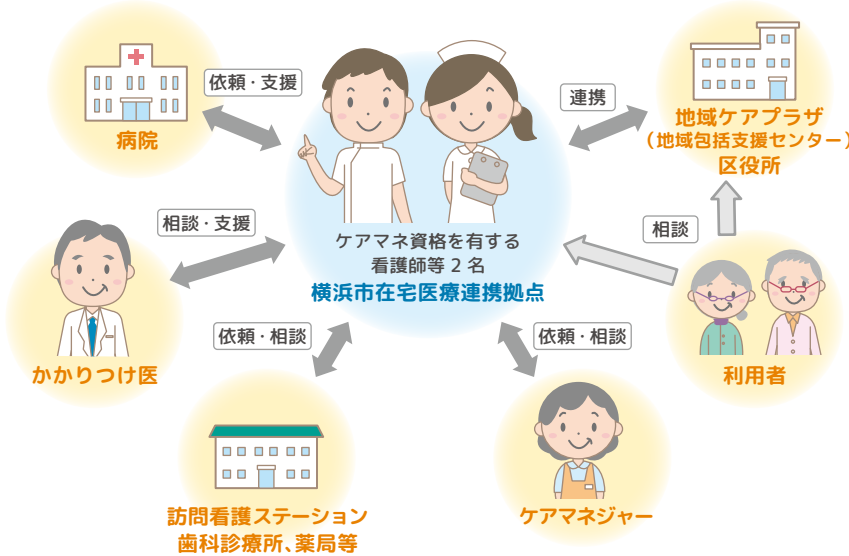 依頼・支援
病院
連携
地域ケアプラザ
（地域包括支援センター）
区役所
相談・支援
かかりつけ医
ケアマネ資格を有する
看護師等2名
横浜市在宅医療連携拠点
相談
利用者
依頼・相談
訪問看護ステーション
歯科診療所、薬局等
依頼・相談
ケアマネジャー